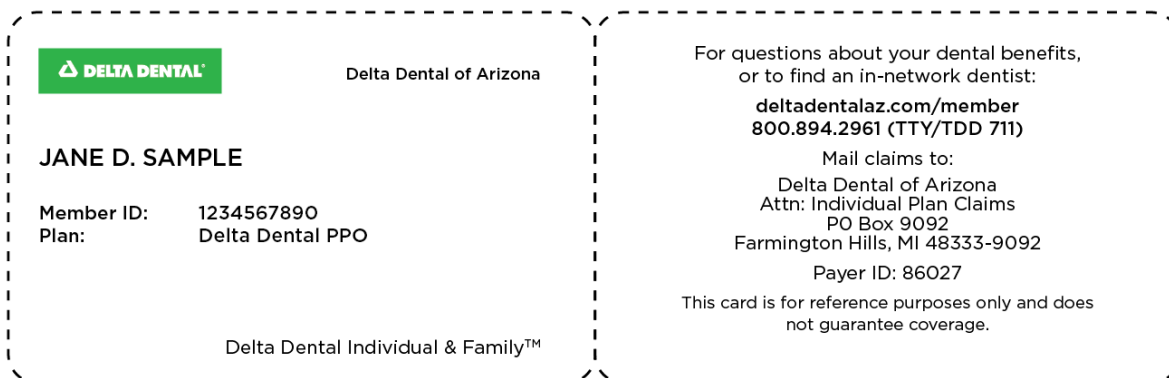 DELTA DENTAL®
Delta Dental of Arizona
JANE D. SAMPLE
Member ID: 1234567890
Plan: Delta Dental PPO
Delta Dental Individual & Family™
For questions about your dental benefits,
or to find an in-network dentist:
deltadentalaz.com/member
800.894.2961 (TTY/TDD 711)
Mail claims to:
Delta Dental of Arizona
Attn: Individual Plan Claims
PO Box 9092
Farmington Hills, MI 48333-9092
Payer ID: 86027
This card is for reference purposes only and does
not guarantee coverage.